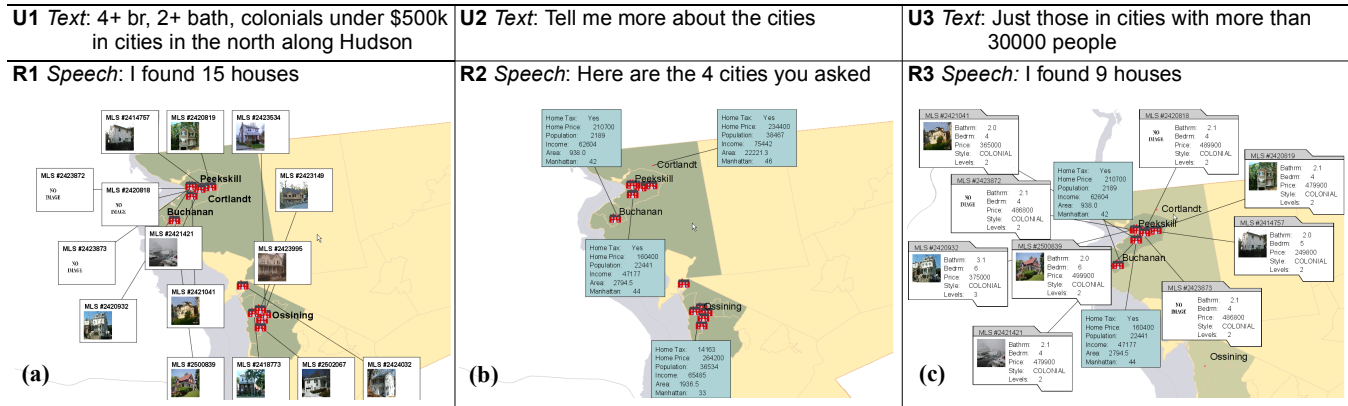 U1 Text: 4+ br, 2+ bath, colonials under $500k
in cities in the north along Hudson
R1 Speech: I found 15 houses
MLS #2414757
MLS #2420819
MLS #2423534
MLS #2423872
NO
IMAGE
MLS #2420818
NO
IMAGE
MLS #2423149
Peekskill
Cortlandt
Buchanan
MLS #2423873
NO
IMAGE
MLS #2421421
MLS #2423995
MLS #2420932
MLS #2421041
Ossining
MLS #2500839
MLS #2418773
MLS #2502067
MLS #2424032
(a)
U2 Text: Tell me more about the cities
R2 Speech: Here are the 4 cities you asked
Home Tax: Yes
Home Price: 210700
Population: 2189
Income: 62604
Area: 938.0
Manhattan: 42
Home Tax: Yes
Home Price: 234400
Population: 38467
Income: 75442
Area: 22221.3
Manhattan: 46
Cortlandt
Peekskill
Buchanan
Home Tax: Yes
Home Price: 160400
Population: 22441
Income: 47177
Area: 2794.5
Manhattan: 44
Ossining
Home Tax: 14163
Home Price: 264200
Population: 36534
Income: 65485
Area: 1936.5
Manhattan: 33
(b)
U3 Text: Just those in cities with more than
30000 people
R3 Speech: I found 9 houses
MLS #2421041
Bathrm: 2.0
Bedrm: 4
Price: 365000
Style: COLONIAL
Levels: 2
MLS #2420818
NO
IMAGE
Bathrm: 2.1
Bedrm: 4
Price: 489900
Style: COLONIAL
Levels: 2
MLS #2420819
Bathrm: 2.1
Bedrm: 4
Price: 479900
Style: COLONIAL
Levels: 2
MLS #2423872
NO
IMAGE
Bathrm: 2.1
Bedrm: 4
Price: 486800
Style: COLONIAL
Levels: 2
Home Tax: Yes
Home Price: 210700
Population: 2189
Income: 62604
Area: 938.0
Manhattan: 42
Cortlandt
Peekskill
Buchanan
MLS #2414757
Bathrm: 2.0
Bedrm: 5
Price: 249800
Style: COLONIAL
Levels: 2
MLS #2420932
Bathrm: 3.1
Bedrm: 6
Price: 375000
Style: COLONIAL
Levels: 3
MLS #2500839
Bathrm: 2.0
Bedrm: 6
Price: 499900
Style: COLONIAL
Levels: 2
MLS #2423873
NO
IMAGE
Bathrm: 2.1
Bedrm: 4
Price: 486800
Style: COLONIAL
Levels: 2
MLS #2421421
Bathrm: 2.1
Bedrm: 4
Price: 479900
Style: COLONIAL
Levels: 2
Home Tax: Yes
Home Price: 160400
Population: 22441
Income: 47177
Area: 2794.5
Manhattan: 44
Ossining
(c)